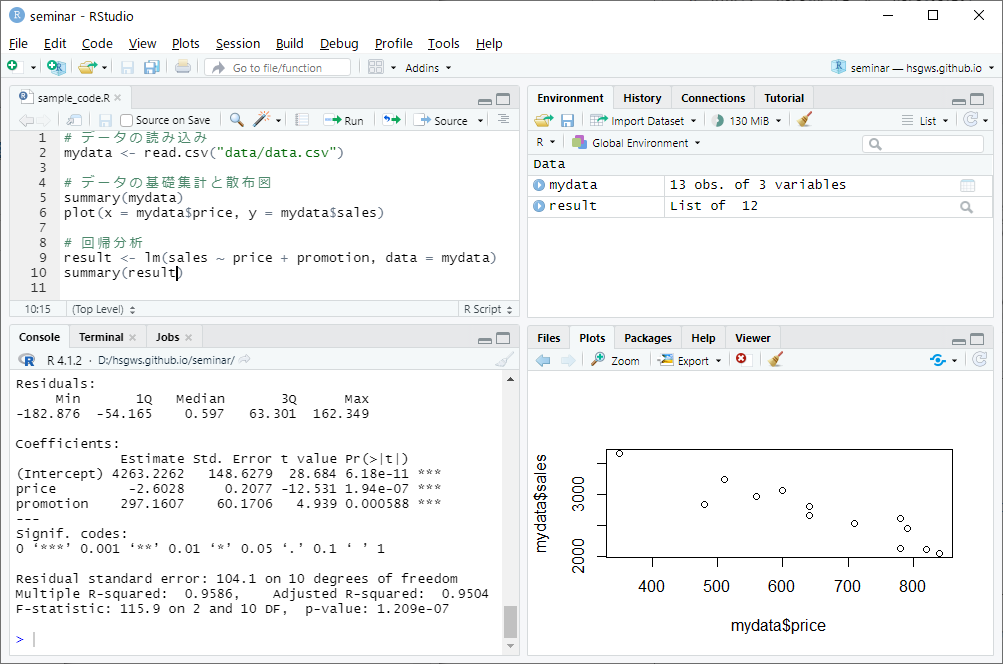 seminar - RStudio
File Edit Code View Plots Session Build Debug Profile Tools Help
Go to file/function Addins seminar — hsgws.github.io
sample_code.R
Source on Save Run Source
1 # データの読み込み
2 mydata <- read.csv("data/data.csv")
3
4 # データの基礎集計と散布図
5 summary(mydata)
6 plot(x = mydata$price, y = mydata$sales)
7
8 # 回帰分析
9 result <- lm(sales ~ price + promotion, data = mydata)
10 summary(result)
11
10:15 (Top Level) R Script
Console Terminal Jobs
R 4.1.2 · D:/hsgws.github.io/seminar/
Residuals:
Min 1Q Median 3Q Max
-182.876 -54.165 0.597 63.301 162.349
Coefficients:
Estimate Std. Error t value Pr(>|t|)
(Intercept) 4263.2262 148.6279 28.684 6.18e-11 ***
price -2.6028 0.2077 -12.531 1.94e-07 ***
promotion 297.1607 60.1706 4.939 0.000588 ***
---
Signif. codes:
0 ‘***’ 0.001 ‘**’ 0.01 ‘*’ 0.05 ‘.’ 0.1 ‘ ’ 1
Residual standard error: 104.1 on 10 degrees of freedom
Multiple R-squared: 0.9586, Adjusted R-squared: 0.9504
F-statistic: 115.9 on 2 and 10 DF, p-value: 1.209e-07
>
Environment History Connections Tutorial
Import Dataset 130 MiB List
R Global Environment
Data
mydata 13 obs. of 3 variables
result List of 12
Files Plots Packages Help Viewer
Zoom Export
mydata$sales
3000
2000
400 500 600 700 800
mydata$price